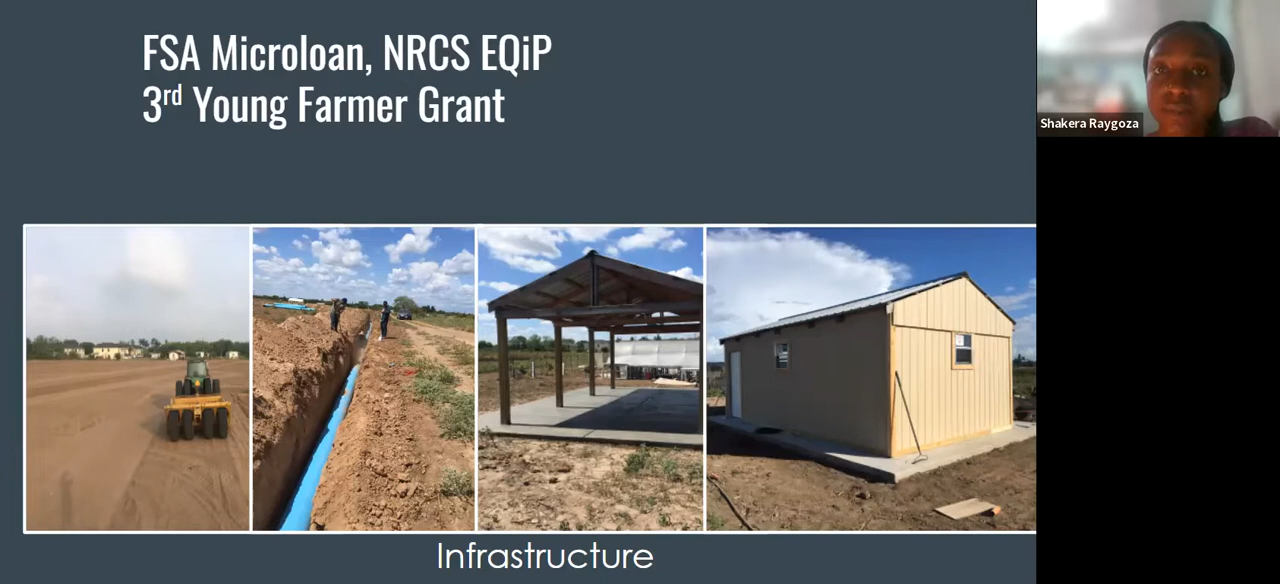 FSA Microloan, NRCS EQiP
3rd Young Farmer Grant
Shakera Raygoza
Infrastructure